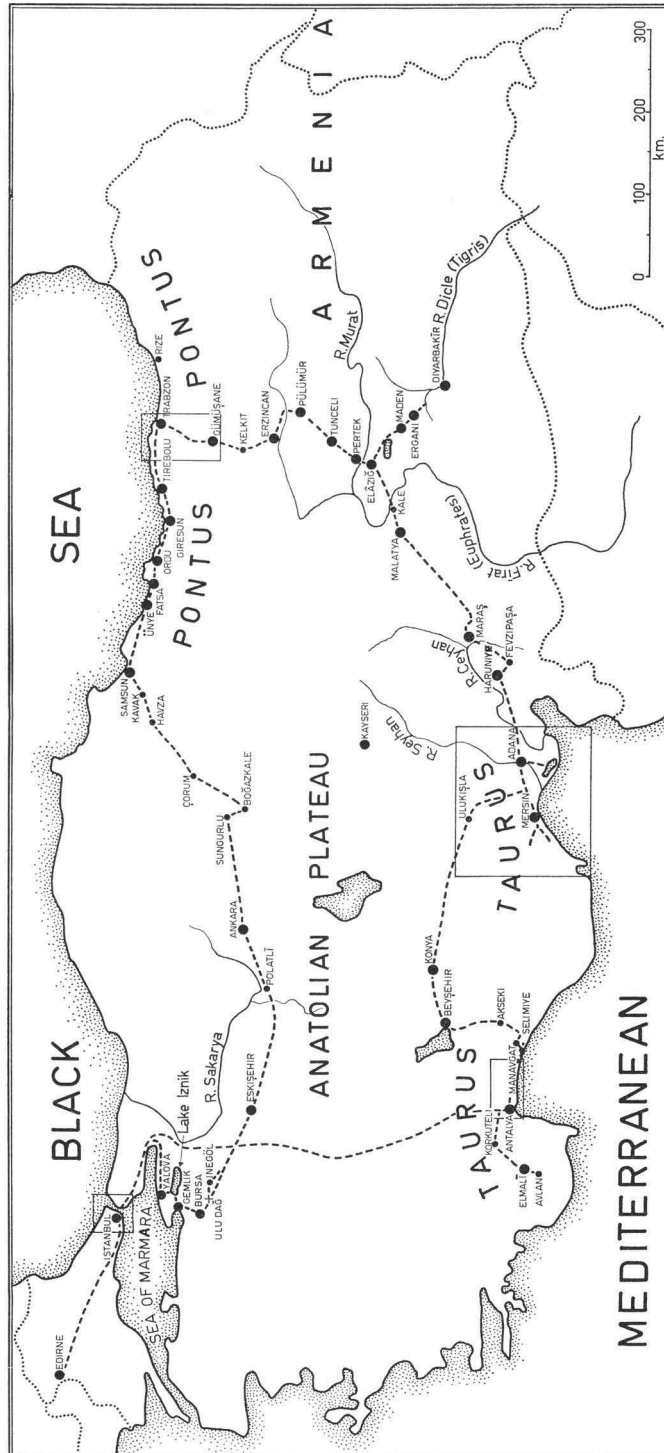 BLACK
SEA
MEDITERRANEAN
ANATOLIAN PLATEAU
ARMENIA
PONTUS
PONTUS
TAURUS
TAURUS
SEA OF MARMARA
Lake Iznik
R. Sakarya
R. Seyhan
R. Ceyhan
R. Fırat (Euphrates)
R. Murat
R. Dicle (Tigris)
EDIRNE
ISTANBUL
YALOVA
GEMLIK
BURSA
ULU DAĞ
INEGÖL
ESKIŞEHIR
POLATLI
ANKARA
SUNGURLU
BOĞAZKALE
ÇORUM
HAVZA
KAVAK
SAMSUN
ÜNYE
FATSA
ORDU
GIRESUN
TIREBOLU
TRABZON
RIZE
GÜMÜŞANE
KELKIT
ERZINCAN
PÜLÜMÜR
TUNCELI
PERTEK
ELÂZIĞ
MADEN
ERGANI
DIYARBAKIR
KALE
MALATYA
MARAŞ
FEVZIPAŞA
HARUNIYE
KAYSERI
ADANA
MERSIN
ULUKIŞLA
KONYA
BEYŞEHIR
AKSEKI
SELIMIYE
MANAVGAT
ANTALYA
KORKUTELI
ELMALI
AVLAN
0 100 200 300
km.